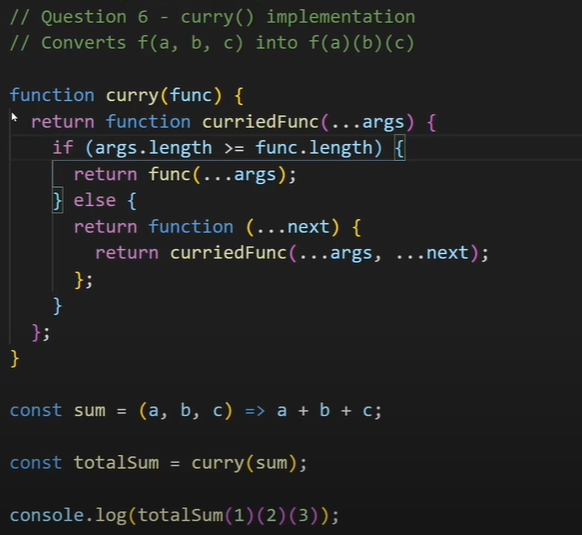 // Question 6 - curry() implementation
// Converts f(a, b, c) into f(a)(b)(c)
function curry(func) {
return function curriedFunc(...args) {
if (args.length >= func.length) {
return func(...args);
} else {
return function (...next) {
return curriedFunc(...args, ...next);
};
}
};
}
const sum = (a, b, c) => a + b + c;
const totalSum = curry(sum);
console.log(totalSum(1)(2)(3));